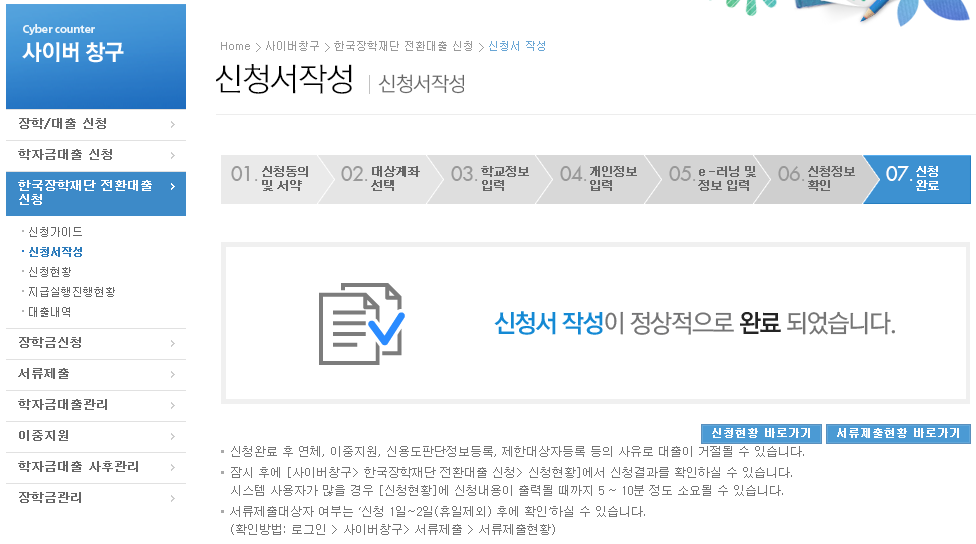 Cyber counter
사이버 창구
장학/대출 신청
학자금대출 신청
한국장학재단 전환대출
신청
신청가이드
신청서작성
신청현황
지급실행진행현황
대출내역
장학금신청
서류제출
학자금대출관리
이중지원
학자금대출 사후관리
장학금관리
Home > 사이버창구 > 한국장학재단 전환대출 신청 > 신청서 작성
신청서작성 | 신청서작성
01. 신청동의 및 서약
02. 대상계좌 선택
03. 학교정보 입력
04. 개인정보 입력
05. e-러닝 및 정보 입력
06. 신청정보 확인
07. 신청 완료
신청서 작성이 정상적으로 완료 되었습니다.
신청현황 바로가기 서류제출현황 바로가기
신청완료 후 연체, 이중지원, 신용도판단정보등록, 제한대상자등록 등의 사유로 대출이 거절될 수 있습니다.
잠시 후에 [사이버창구> 한국장학재단 전환대출 신청> 신청현황]에서 신청결과를 확인하실 수 있습니다.
시스템 사용자가 많을 경우 [신청현황]에 신청내용이 출력될 때까지 5 ~ 10분 정도 소요될 수 있습니다.
서류제출대상자 여부는 '신청 1일~2일(휴일제외) 후에 확인'하실 수 있습니다.
(확인방법: 로그인 > 사이버창구> 서류제출 > 서류제출현황)